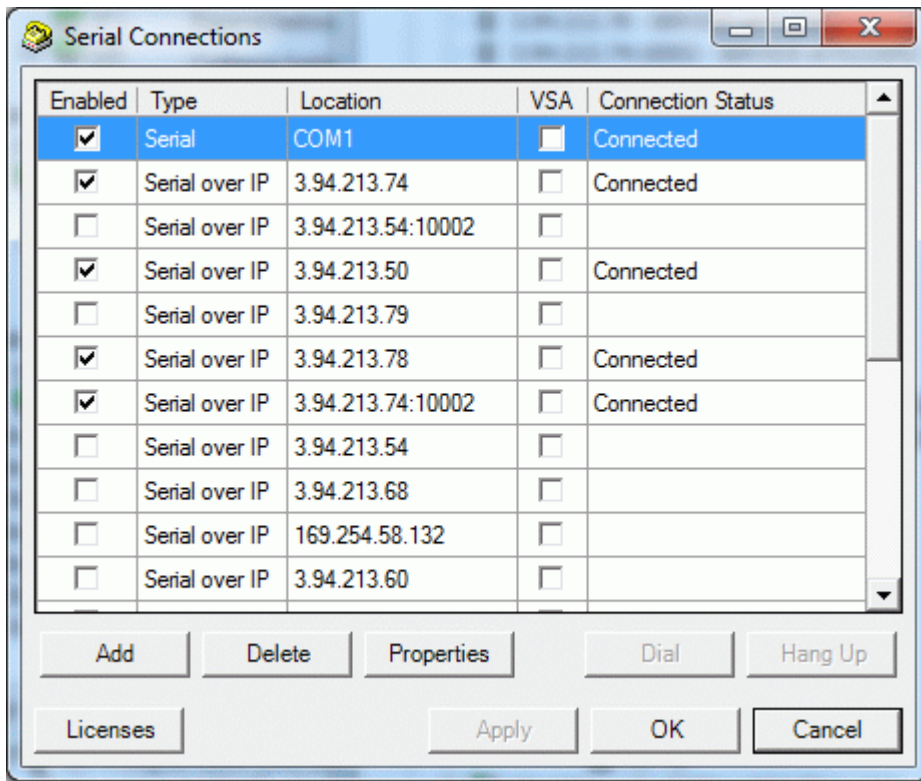 Serial Connections
Enabled Type Location VSA Connection Status
Serial COM1 Connected
Serial over IP 3.94.213.74 Connected
Serial over IP 3.94.213.54:10002
Serial over IP 3.94.213.50 Connected
Serial over IP 3.94.213.79
Serial over IP 3.94.213.78 Connected
Serial over IP 3.94.213.74:10002 Connected
Serial over IP 3.94.213.54
Serial over IP 3.94.213.68
Serial over IP 169.254.58.132
Serial over IP 3.94.213.60
Add Delete Properties Dial Hang Up
Licenses Apply OK Cancel